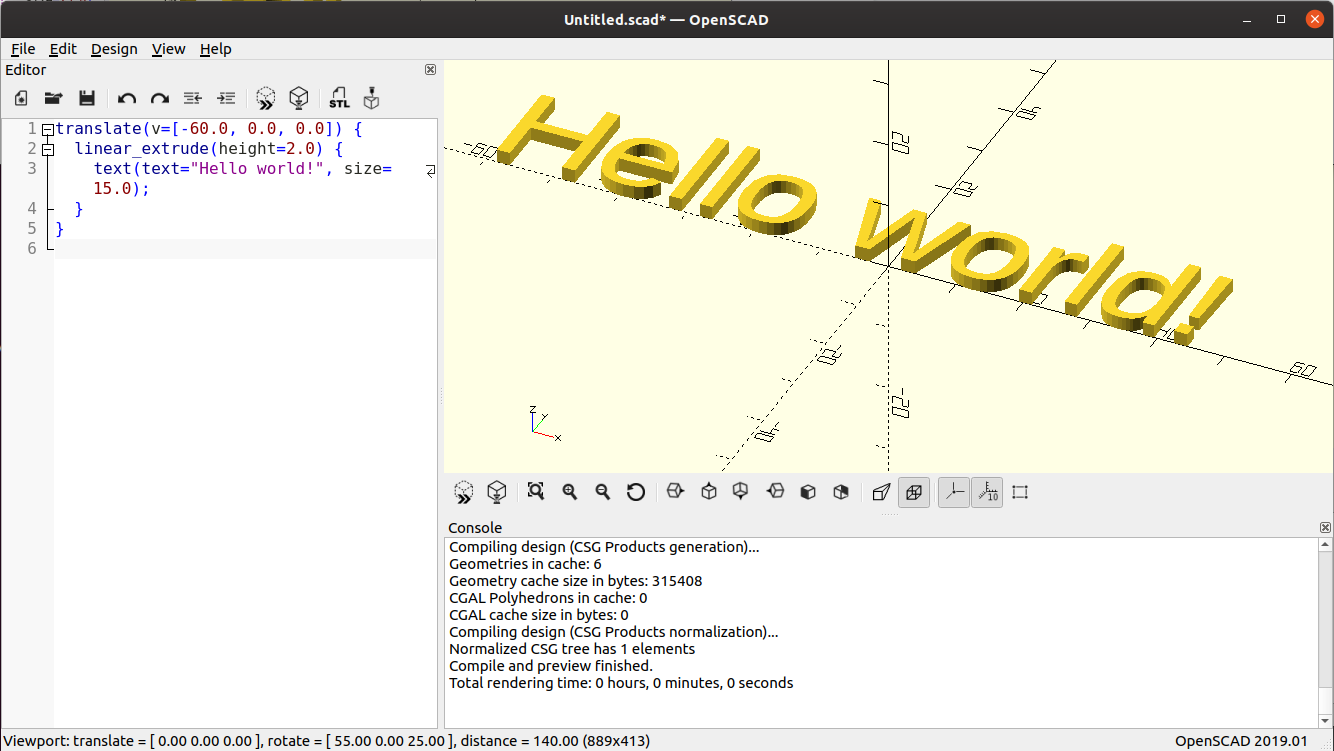 Untitled.scad* — OpenSCAD
File Edit Design View Help
Editor
STL
1 translate(v=[-60.0, 0.0, 0.0]) {
2 linear_extrude(height=2.0) {
3 text(text="Hello world!", size=
15.0);
4 }
5 }
6
Hello world!
-60
60
Z
Y
X
10
Console
Compiling design (CSG Products generation)...
Geometries in cache: 6
Geometry cache size in bytes: 315408
CGAL Polyhedrons in cache: 0
CGAL cache size in bytes: 0
Compiling design (CSG Products normalization)...
Normalized CSG tree has 1 elements
Compile and preview finished.
Total rendering time: 0 hours, 0 minutes, 0 seconds
Viewport: translate = [ 0.00 0.00 0.00 ], rotate = [ 55.00 0.00 25.00 ], distance = 140.00 (889x413)
OpenSCAD 2019.01